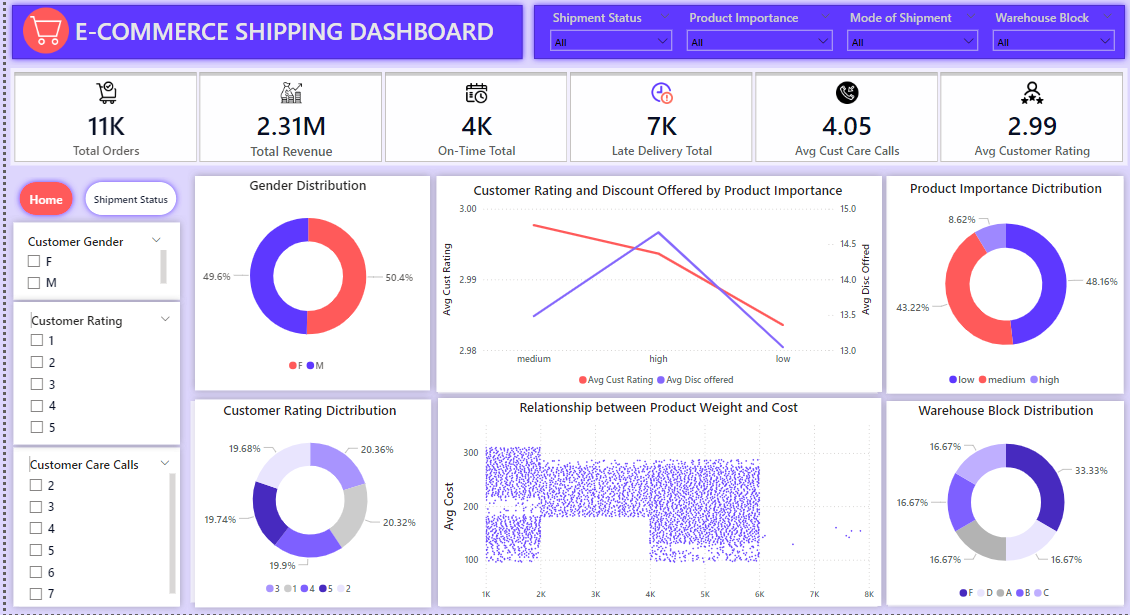 E-COMMERCE SHIPPING DASHBOARD
Shipment Status
All
Product Importance
All
Mode of Shipment
All
Warehouse Block
All
11K
Total Orders
2.31M
Total Revenue
4K
On-Time Total
7K
Late Delivery Total
4.05
Avg Cust Care Calls
2.99
Avg Customer Rating
Home
Shipment Status
Customer Gender
F
M
Customer Rating
1
2
3
4
5
Customer Care Calls
2
3
4
5
6
7
Gender Distribution
49.6%
50.4%
F M
Customer Rating and Discount Offered by Product Importance
Avg Cust Rating
3.00
2.99
2.98
15.0
14.5
14.0
13.5
13.0
Avg Disc Offred
medium high low
Avg Cust Rating Avg Disc offered
Product Importance Dictribution
8.62%
48.16%
43.22%
low medium high
Customer Rating Dictribution
19.68%
20.36%
19.74%
20.32%
19.9%
3 1 4 5 2
Relationship between Product Weight and Cost
Avg Cost
300
200
100
1K 2K 3K 4K 5K 6K 7K 8K
Warehouse Block Distribution
16.67%
33.33%
16.67%
16.67%
16.67%
F D A B C